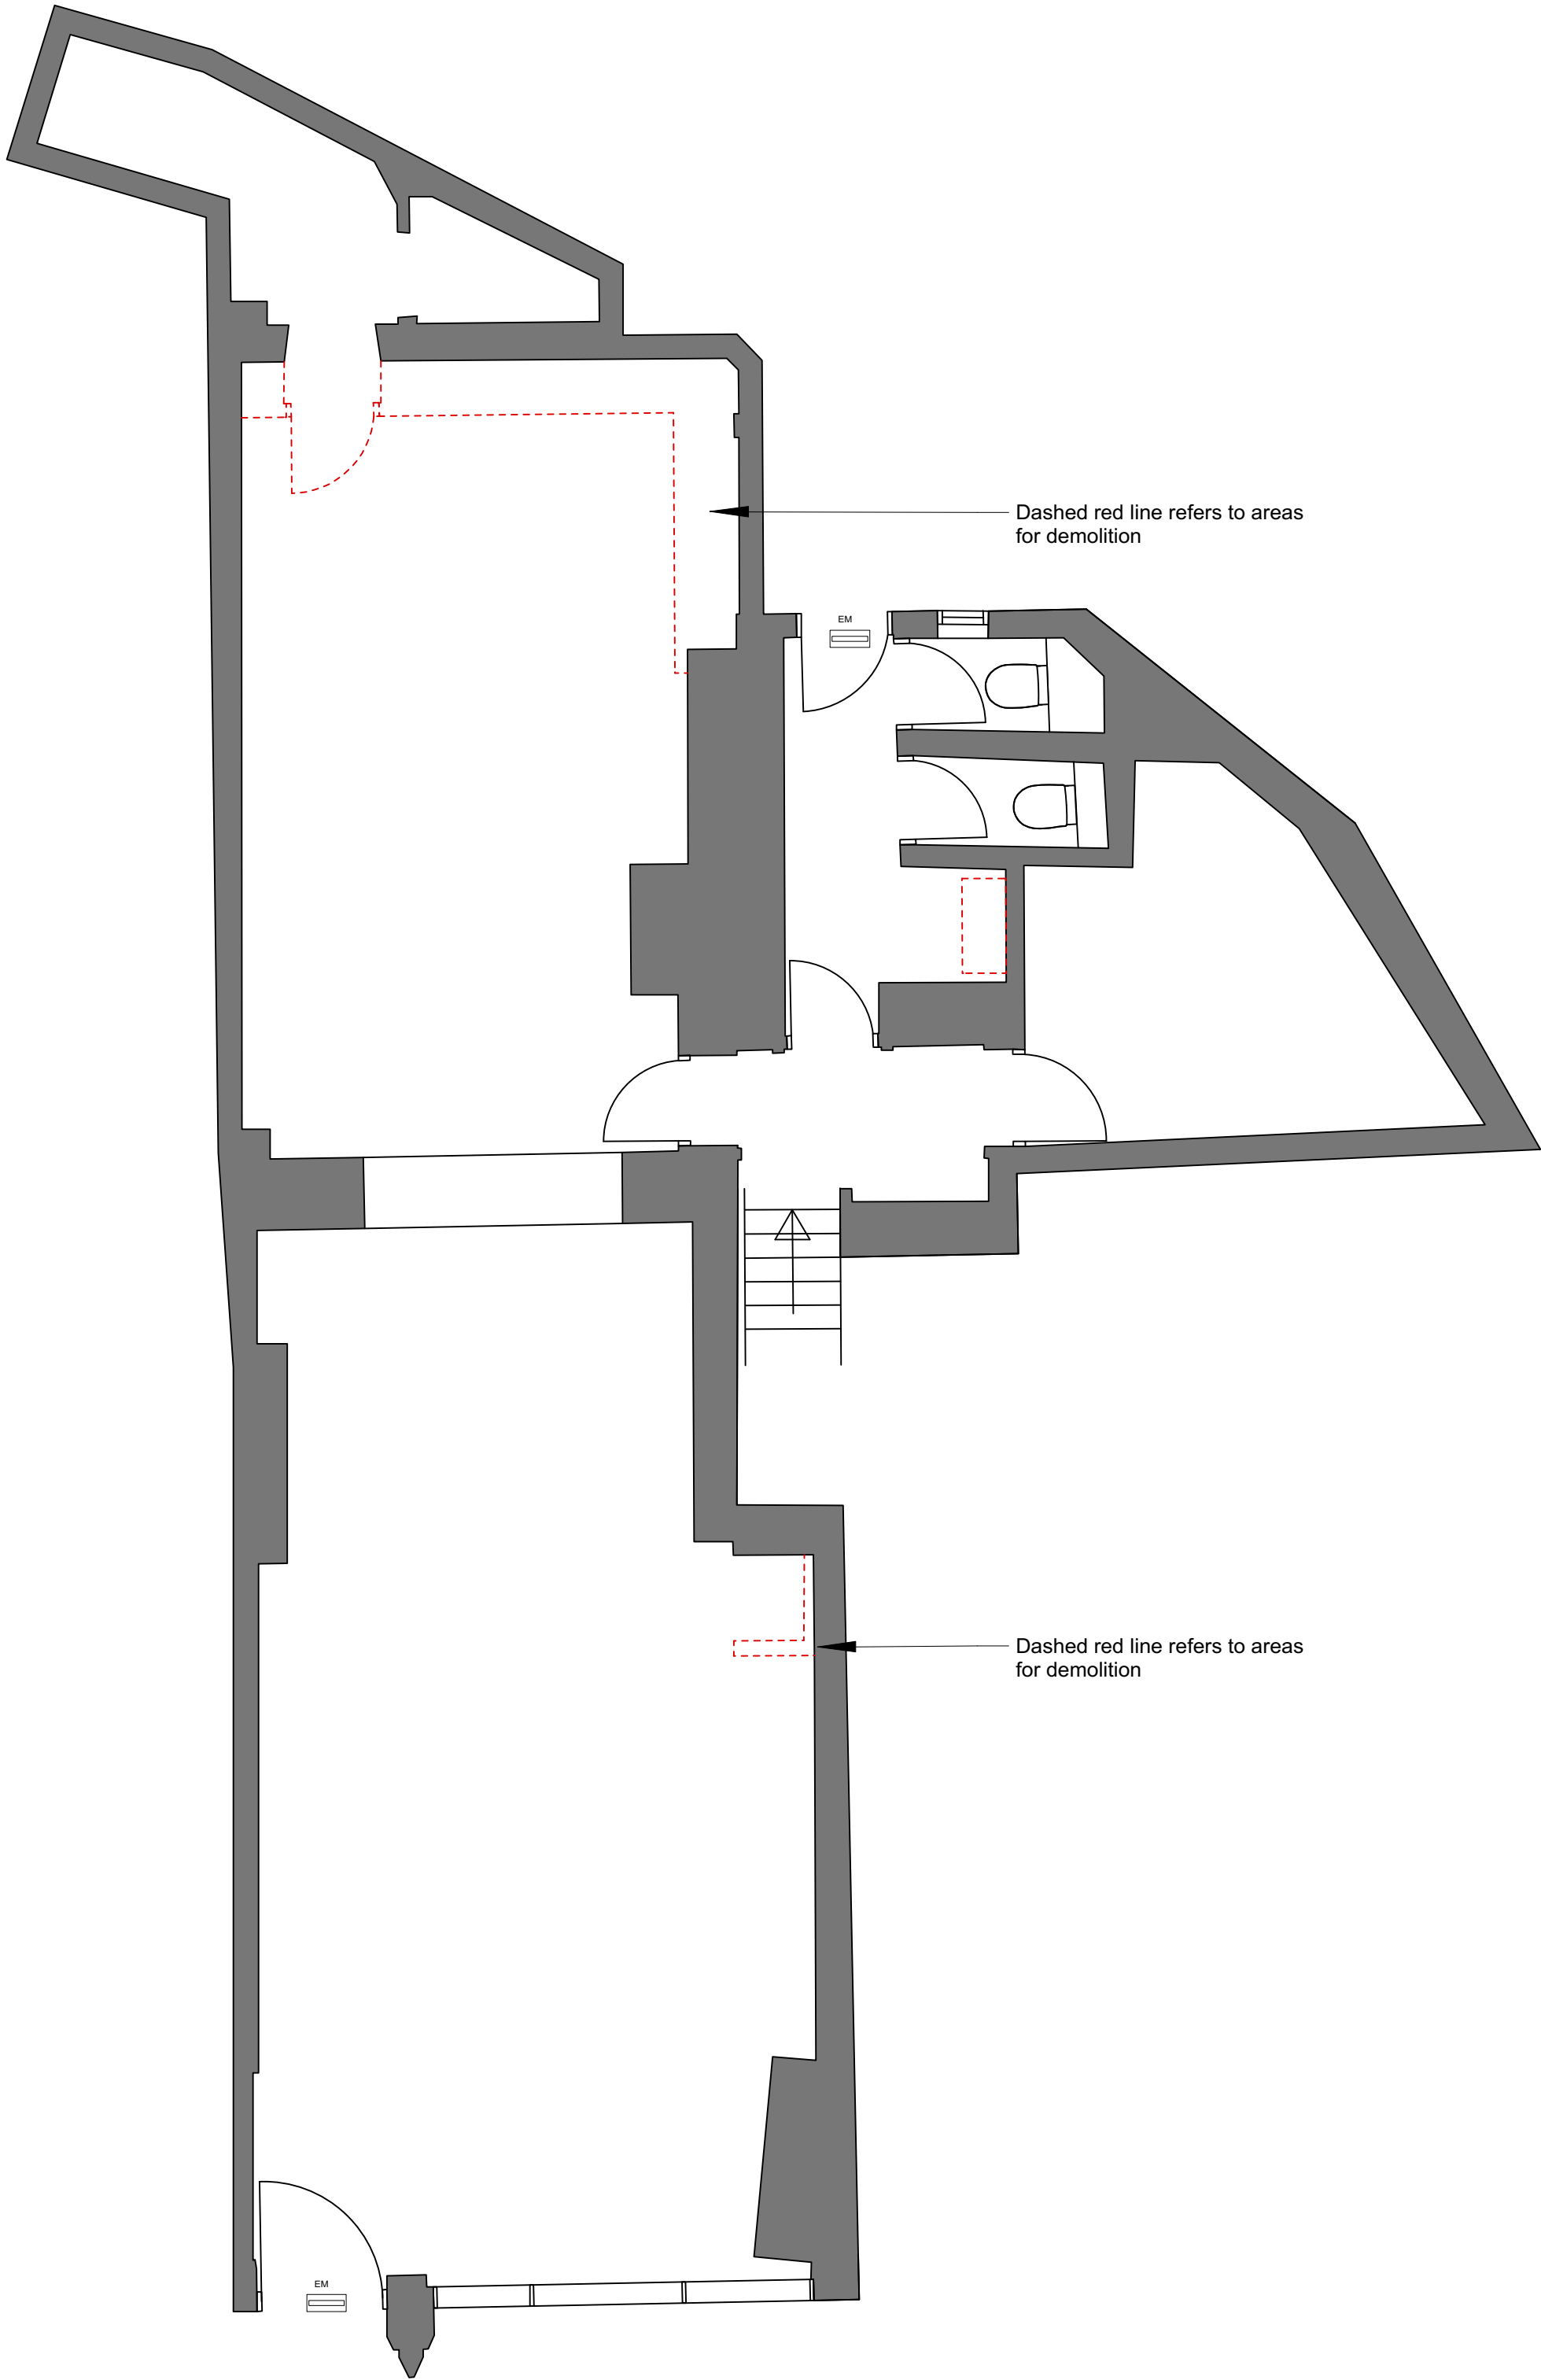 Dashed red line refers to areas
for demolition
EM
Dashed red line refers to areas
for demolition
EM